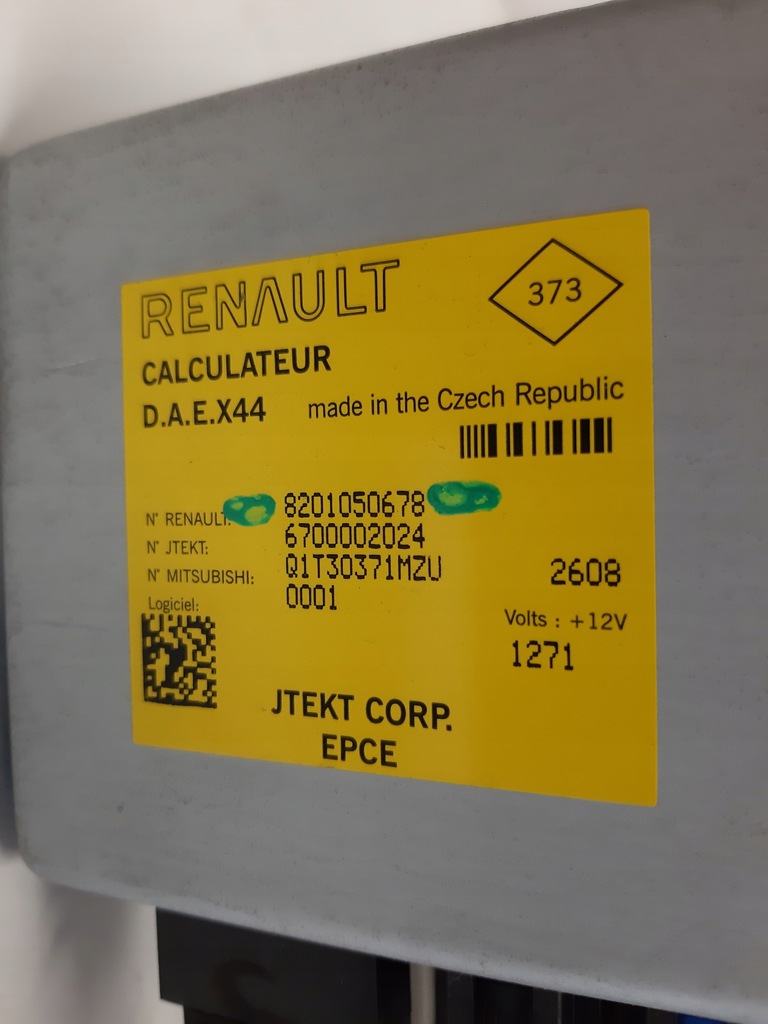 RENAULT
373
CALCULATEUR
D.A.E.X44
made in the Czech Republic
N° RENAULT: 8201050678
N° JTEKT: 6700002024
N° MITSUBISHI: Q1T30371MZU
2608
Logiciel: 0001
Volts : +12V
1271
JTEKT CORP.
EPCE